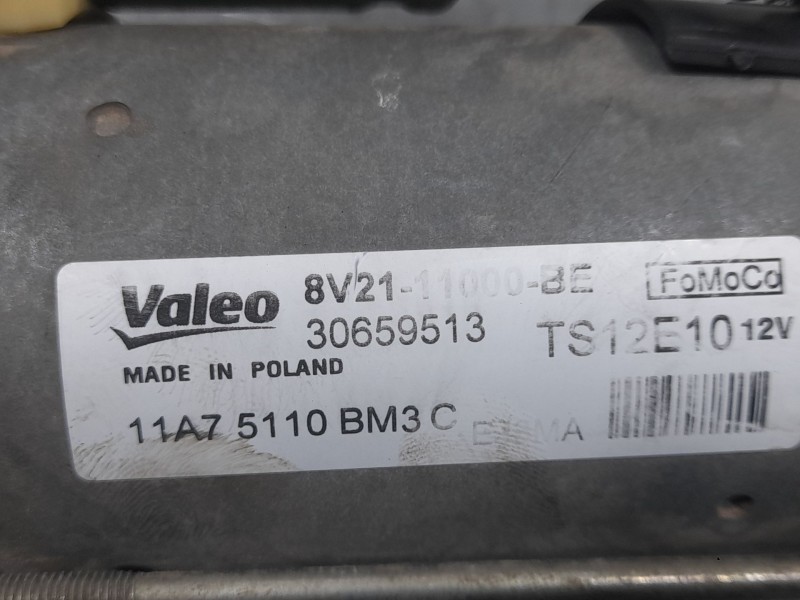 Valeo 8V21-11000-BE FoMoCo
30659513 TS12E10 12V
MADE IN POLAND
11A7 5110 BM3 C